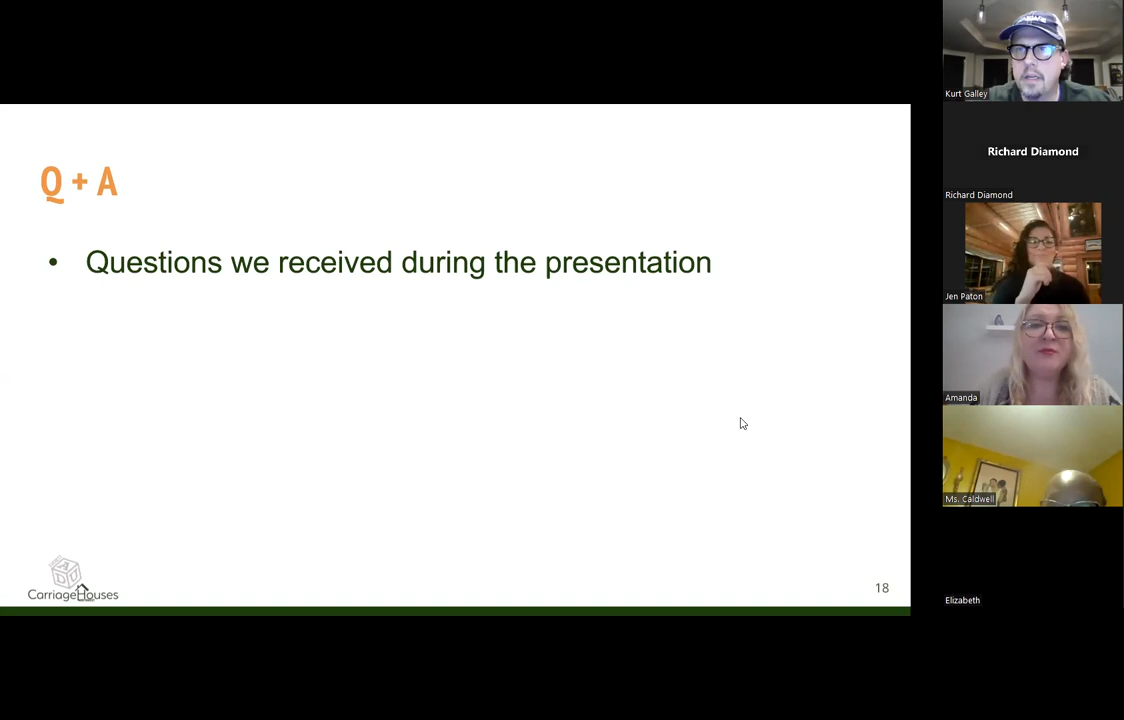 Kurt Galley
Richard Diamond
Richard Diamond
Q + A
• Questions we received during the presentation
Jen Paton
Amanda
Ms. Caldwell
CarriageHouses
18
Elizabeth